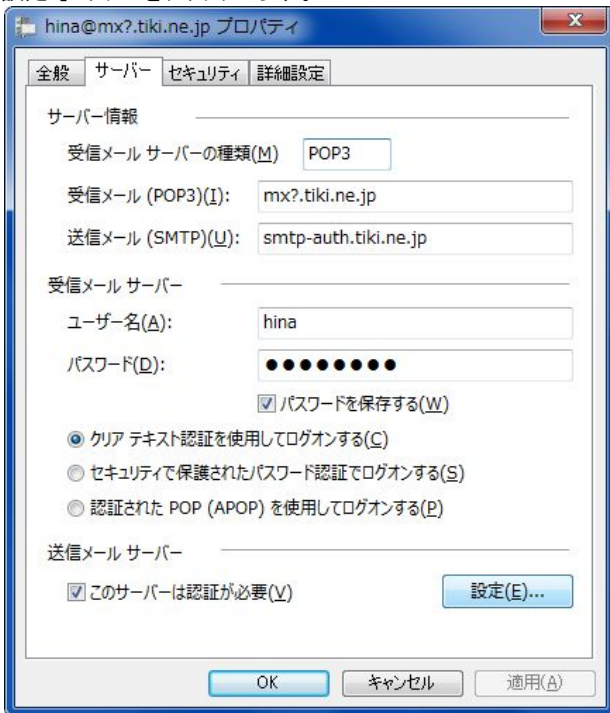 hina@mx?.tiki.ne.jp プロパティ
全般 サーバー セキュリティ 詳細設定
サーバー情報
受信メール サーバーの種類(M) POP3
受信メール (POP3)(I): mx?.tiki.ne.jp
送信メール (SMTP)(U): smtp-auth.tiki.ne.jp
受信メール サーバー
ユーザー名(A): hina
パスワード(D): ●●●●●●●●
パスワードを保存する(W)
クリア テキスト認証を使用してログオンする(C)
セキュリティで保護されたパスワード認証でログオンする(S)
認証された POP (APOP) を使用してログオンする(P)
送信メール サーバー
このサーバーは認証が必要(V) 設定(E)...
OK キャンセル 適用(A)